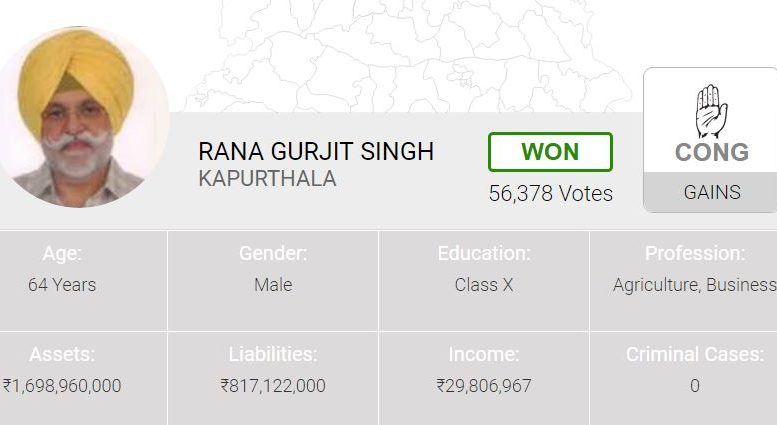 RANA GURJIT SINGH
KAPURTHALA
WON
56,378 Votes
CONG
GAINS
Age:
64 Years
Gender:
Male
Education:
Class X
Profession:
Agriculture, Business
Assets:
₹1,698,960,000
Liabilities:
₹817,122,000
Income:
₹29,806,967
Criminal Cases:
0